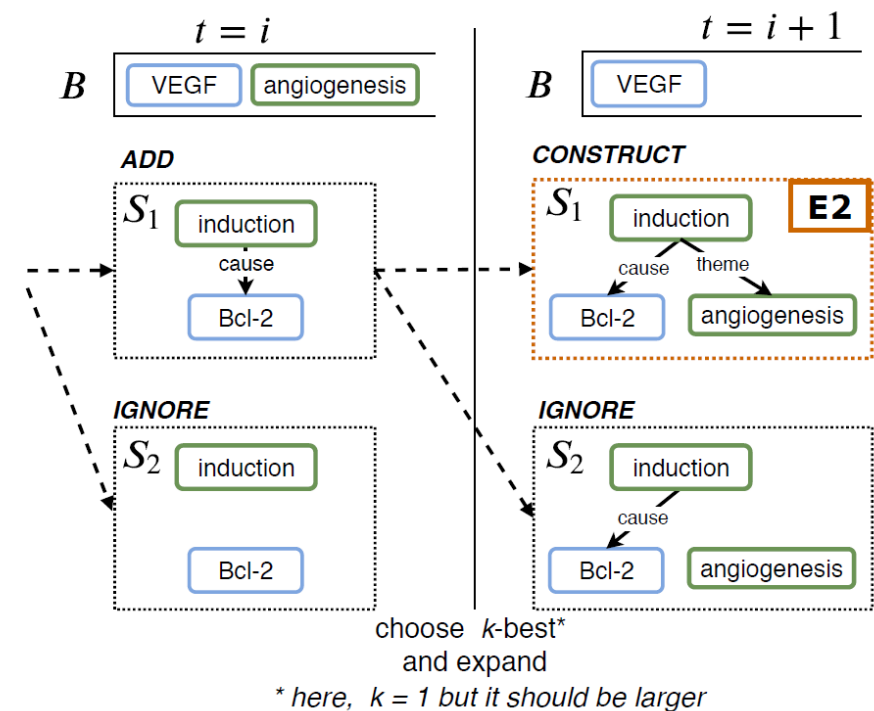 t = i
B VEGF angiogenesis
ADD
S1 induction
cause
Bcl-2
IGNORE
S2 induction
Bcl-2
t = i + 1
B VEGF
CONSTRUCT
S1 induction E2
cause theme
Bcl-2 angiogenesis
IGNORE
S2 induction
cause
Bcl-2 angiogenesis
choose k-best*
and expand
* here, k = 1 but it should be larger